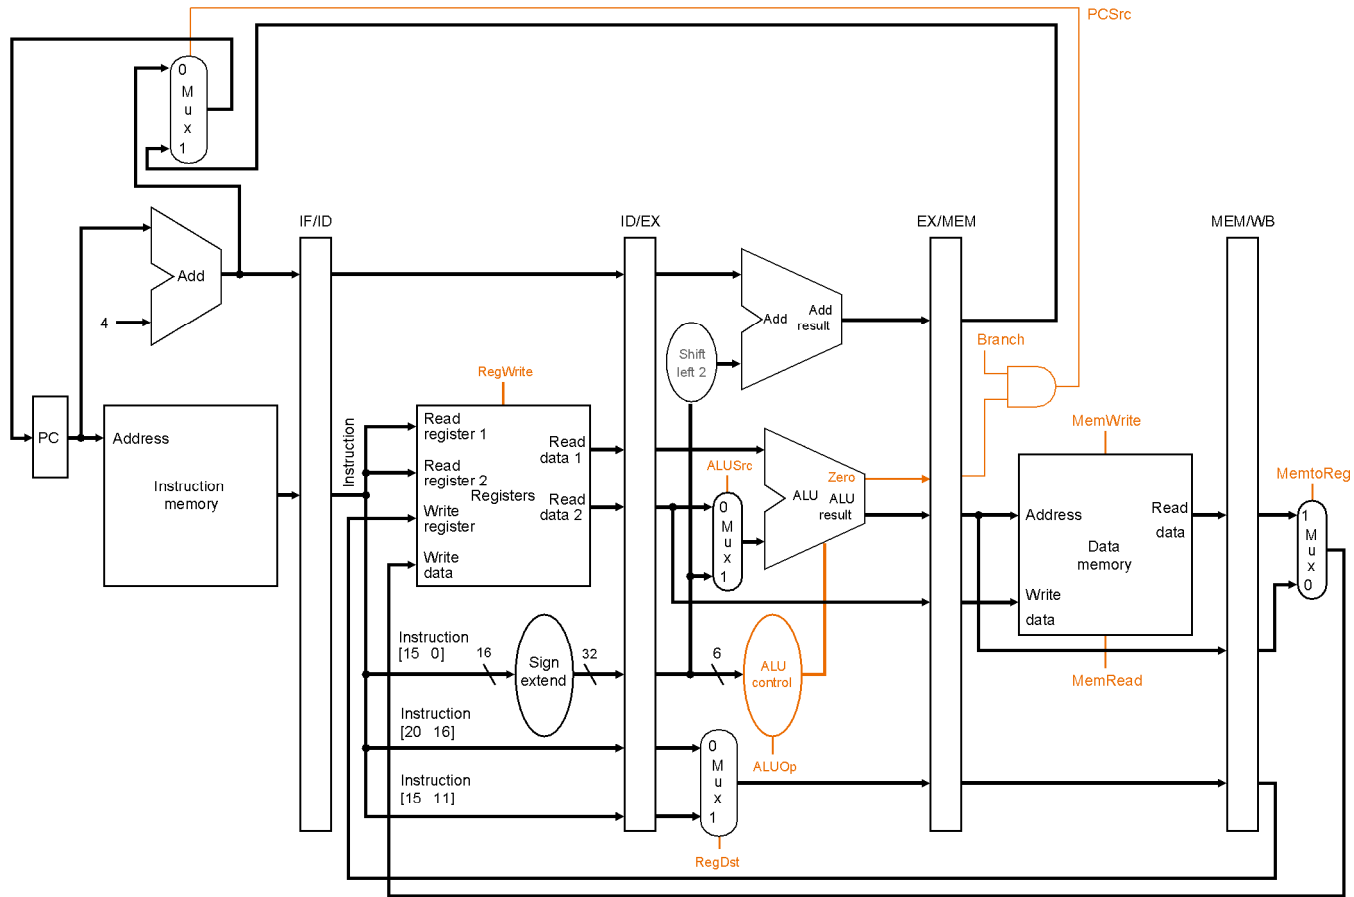 PCSrc
0
M
u
x
1
IF/ID
ID/EX
EX/MEM
MEM/WB
Add
4
Add
Add
result
Shift
left 2
Branch
RegWrite
PC
Address
Instruction
memory
Instruction
Read
register 1
Read
register 2
Write
register
Write
data
Registers
Read
data 1
Read
data 2
ALUSrc
0
M
u
x
1
Zero
ALU
ALU
result
MemWrite
Address
Read
data
Data
memory
Write
data
MemRead
MemtoReg
1
M
u
x
0
Instruction
[15 0]
16
Sign
extend
32
6
ALU
control
ALUOp
Instruction
[20 16]
Instruction
[15 11]
0
M
u
x
1
RegDst